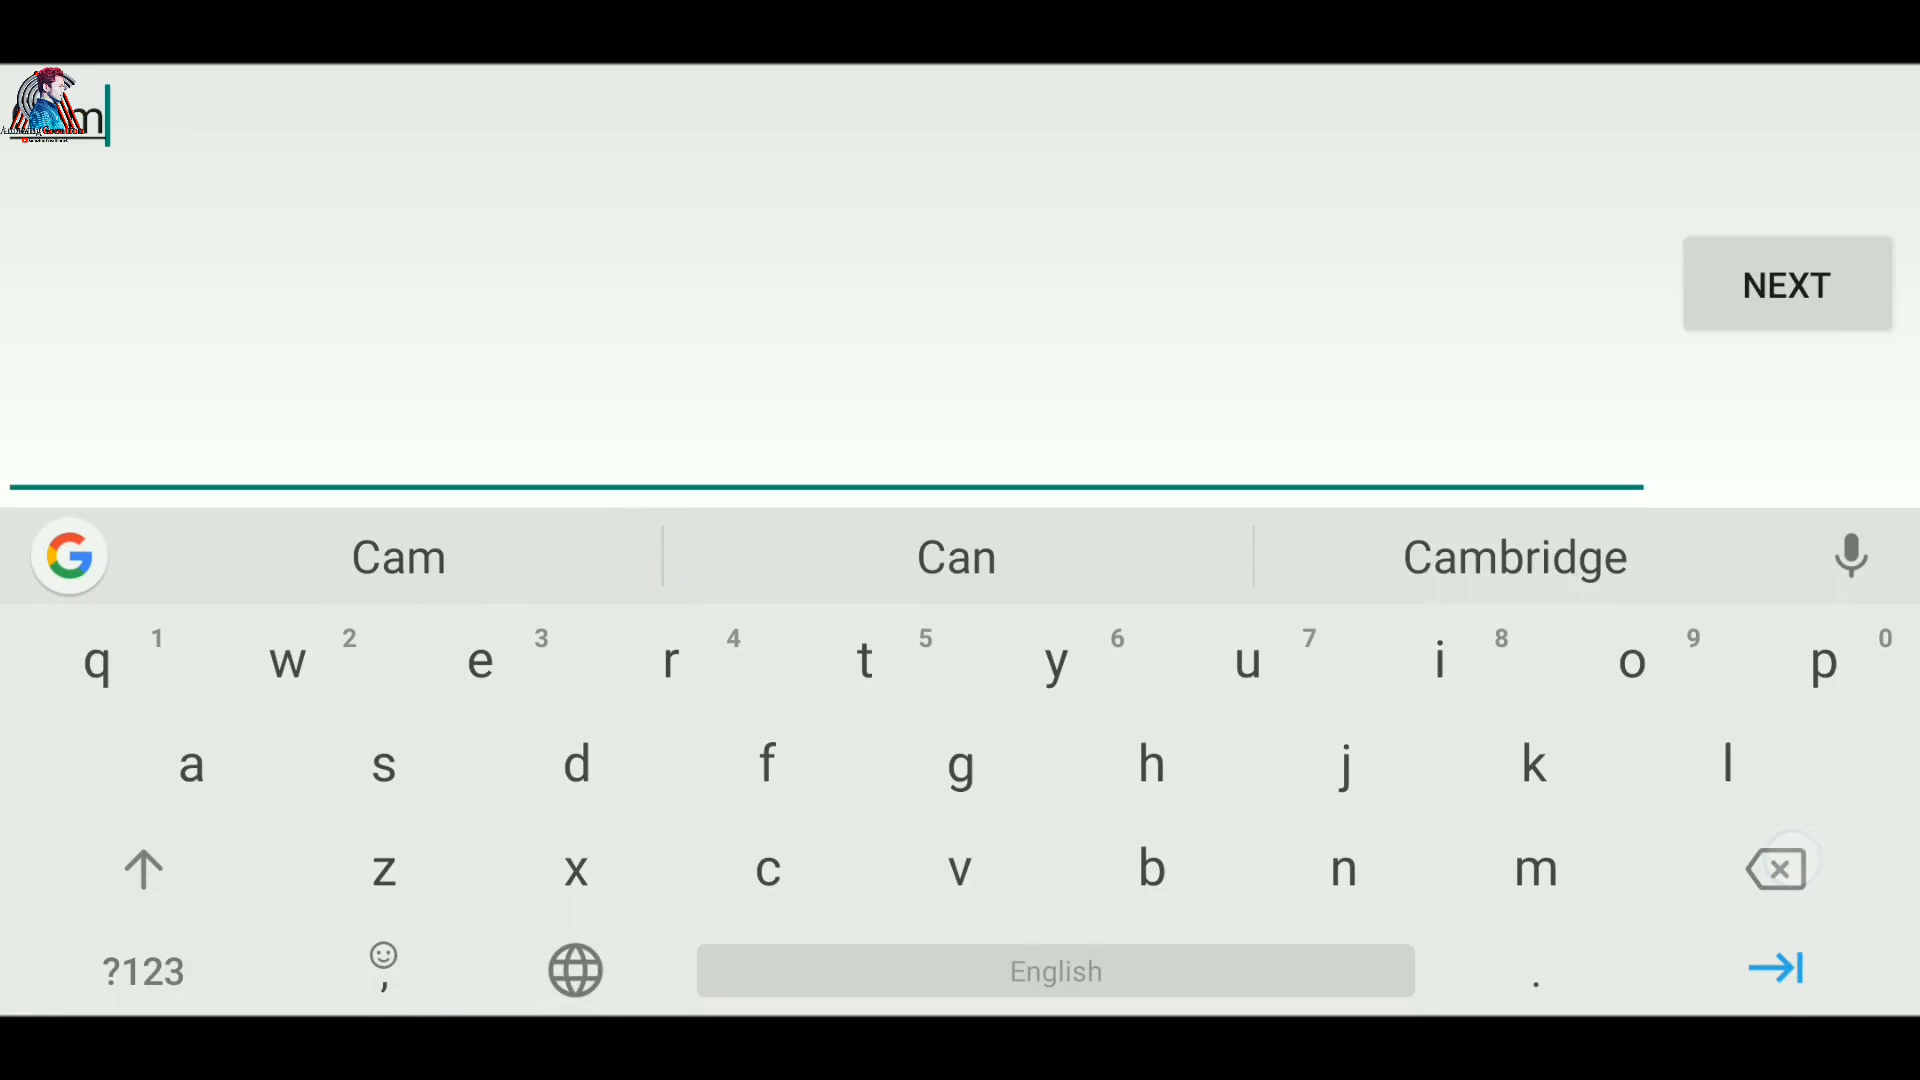 m
NEXT
Cam Can Cambridge
q 1 w 2 e 3 r 4 t 5 y 6 u 7 i 8 o 9 p 0
a s d f g h j k l
z x c v b n m
?123 , English .